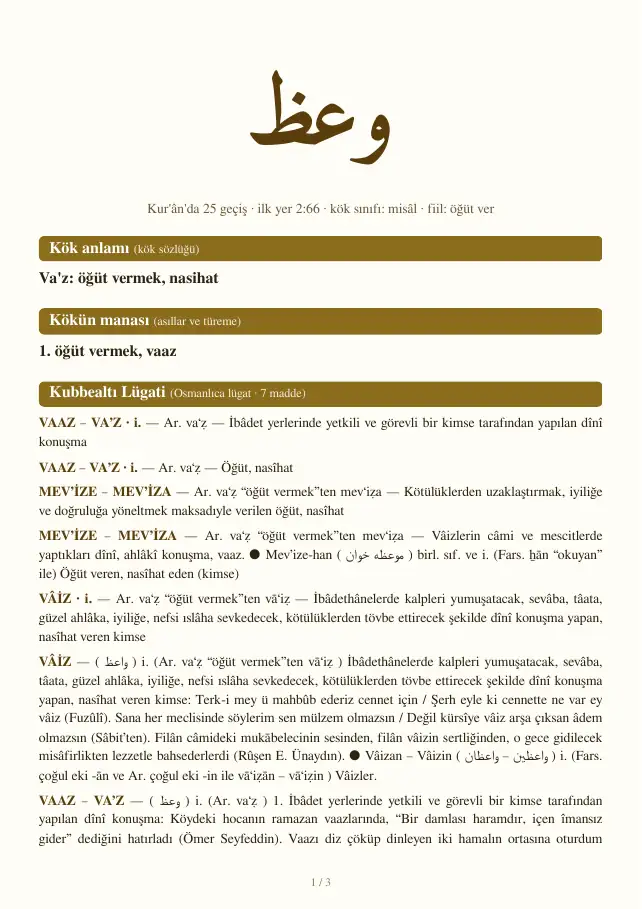 وعظ
Kur'ân'da 25 geçiş · ilk yer 2:66 · kök sınıfı: misâl · fiil: öğüt ver
Kök anlamı (kök sözlüğü)
Va'z: öğüt vermek, nasihat
Kökün manası (asıllar ve türeme)
1. öğüt vermek, vaaz
Kubbealtı Lügati (Osmanlıca lügat · 7 madde)
VAAZ – VA’Z · i. — Ar. va‘ẓ — İbâdet yerlerinde yetkili ve görevli bir kimse tarafından yapılan dînî
konuşma
VAAZ – VA’Z · i. — Ar. va‘ẓ — Öğüt, nasîhat
MEV’İZE – MEV’İZA — Ar. va‘ẓ “öğüt vermek”ten mev‘iẓa — Kötülüklerden uzaklaştırmak, iyiliğe
ve doğruluğa yöneltmek maksadıyle verilen öğüt, nasîhat
MEV’İZE – MEV’İZA — Ar. va‘ẓ “öğüt vermek”ten mev‘iẓa — Vâizlerin câmi ve mescitlerde
yaptıkları dînî, ahlâkî konuşma, vaaz. ● Mev’ize-han ( موعظه خوان ) birl. sıf. ve i. (Fars. ḫān “okuyan”
ile) Öğüt veren, nasîhat eden (kimse)
VÂİZ · i. — Ar. va‘ẓ “öğüt vermek”ten vā‘iẓ — İbâdethânelerde kalpleri yumuşatacak, sevâba, tâata,
güzel ahlâka, iyiliğe, nefsi ıslâha sevkedecek, kötülüklerden tövbe ettirecek şekilde dînî konuşma yapan,
nasîhat veren kimse
VÂİZ — ( واعظ ) i. (Ar. va‘ẓ “öğüt vermek”ten vā‘iẓ ) İbâdethânelerde kalpleri yumuşatacak, sevâba,
tâata, güzel ahlâka, iyiliğe, nefsi ıslâha sevkedecek, kötülüklerden tövbe ettirecek şekilde dînî konuşma
yapan, nasîhat veren kimse: Terk-i mey ü mahbûb ederiz cennet için / Şerh eyle ki cennette ne var ey
vâiz (Fuzûlî). Sana her meclisinde söylerim sen mülzem olmazsın / Değil kürsîye vâiz arşa çıksan âdem
olmazsın (Sâbit’ten). Filân câmideki mukābelecinin sesinden, filân vâizin sertliğinden, o gece gidilecek
misâfirlikten lezzetle bahsederlerdi (Rûşen E. Ünaydın). ● Vâizan – Vâizin ( واعظان – واعظين ) i. (Fars.
çoğul eki -ān ve Ar. çoğul eki -іn ile vā‘iẓān – vā‘iẓіn ) Vâizler.
VAAZ – VA’Z — ( وعظ ) i. (Ar. va‘ẓ ) 1. İbâdet yerlerinde yetkili ve görevli bir kimse tarafından
yapılan dînî konuşma: Köydeki hocanın ramazan vaazlarında, “Bir damlası haramdır, içen îmansız
gider” dediğini hatırladı (Ömer Seyfeddin). Vaazı diz çöküp dinleyen iki hamalın ortasına oturdum
1 / 3